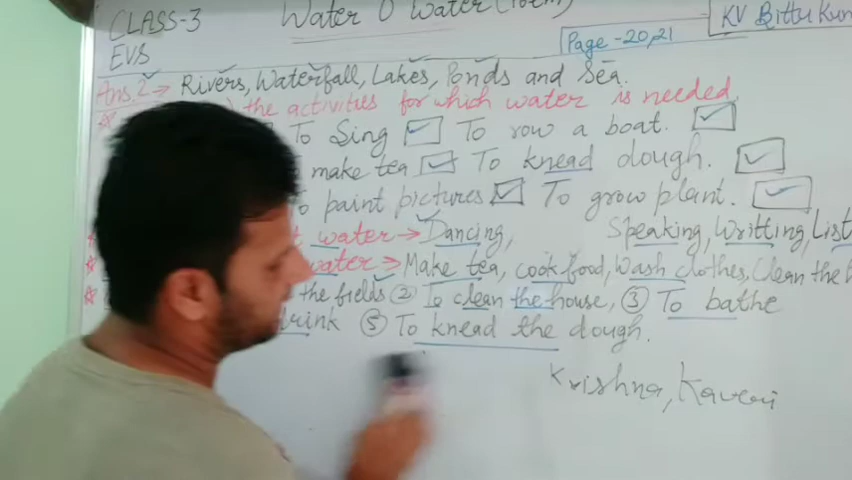 CLASS-3 Water O Water (Poem) KV Bittu Kum
EVS Page-20,21
Ans.2→ Rivers, Waterfall, Lakes, Ponds and Sea.
the activities for which water is needed.
To Sing To row a boat.
make tea To knead dough.
To paint pictures To grow plant.
water → Dancing, Speaking, Writting, List
water → Make tea, cook food, Wash clothes, Clean the h
the fields ② To clean the house, ③ To bathe
drink ⑤ To knead the dough.
Krishna, Kaveri